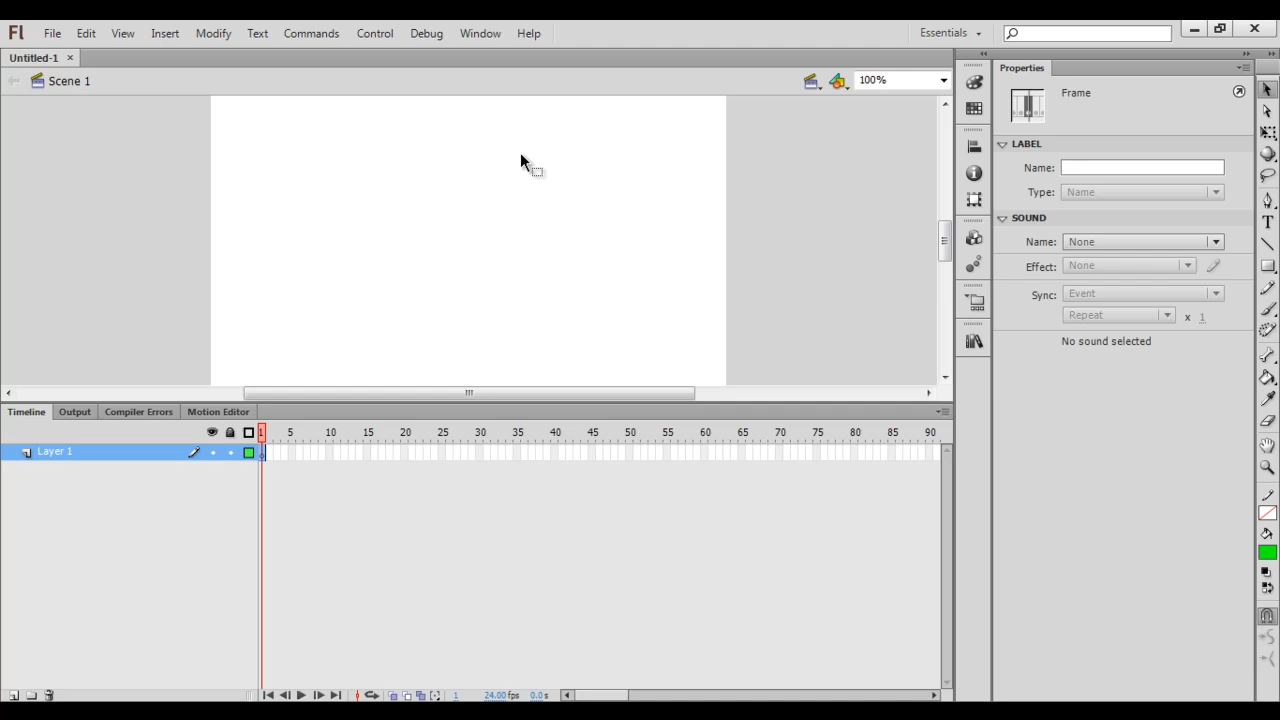 Fl File Edit View Insert Modify Text Commands Control Debug Window Help Essentials
Untitled-1 ×
Scene 1 100%
Properties
Frame
LABEL
Name:
Type: Name
SOUND
Name: None
Effect: None
Sync: Event
Repeat x 1
No sound selected
Timeline Output Compiler Errors Motion Editor
1 5 10 15 20 25 30 35 40 45 50 55 60 65 70 75 80 85 90
Layer 1
1 24.00 fps 0.0 s